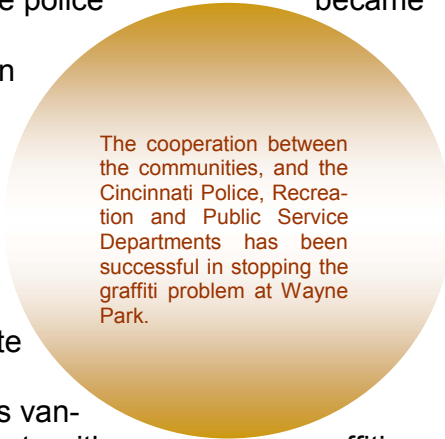 e police became
n
The cooperation between
the communities, and the
Cincinnati Police, Recrea-
tion and Public Service
Departments has been
successful in stopping the
graffiti problem at Wayne
Park.
te
s van-